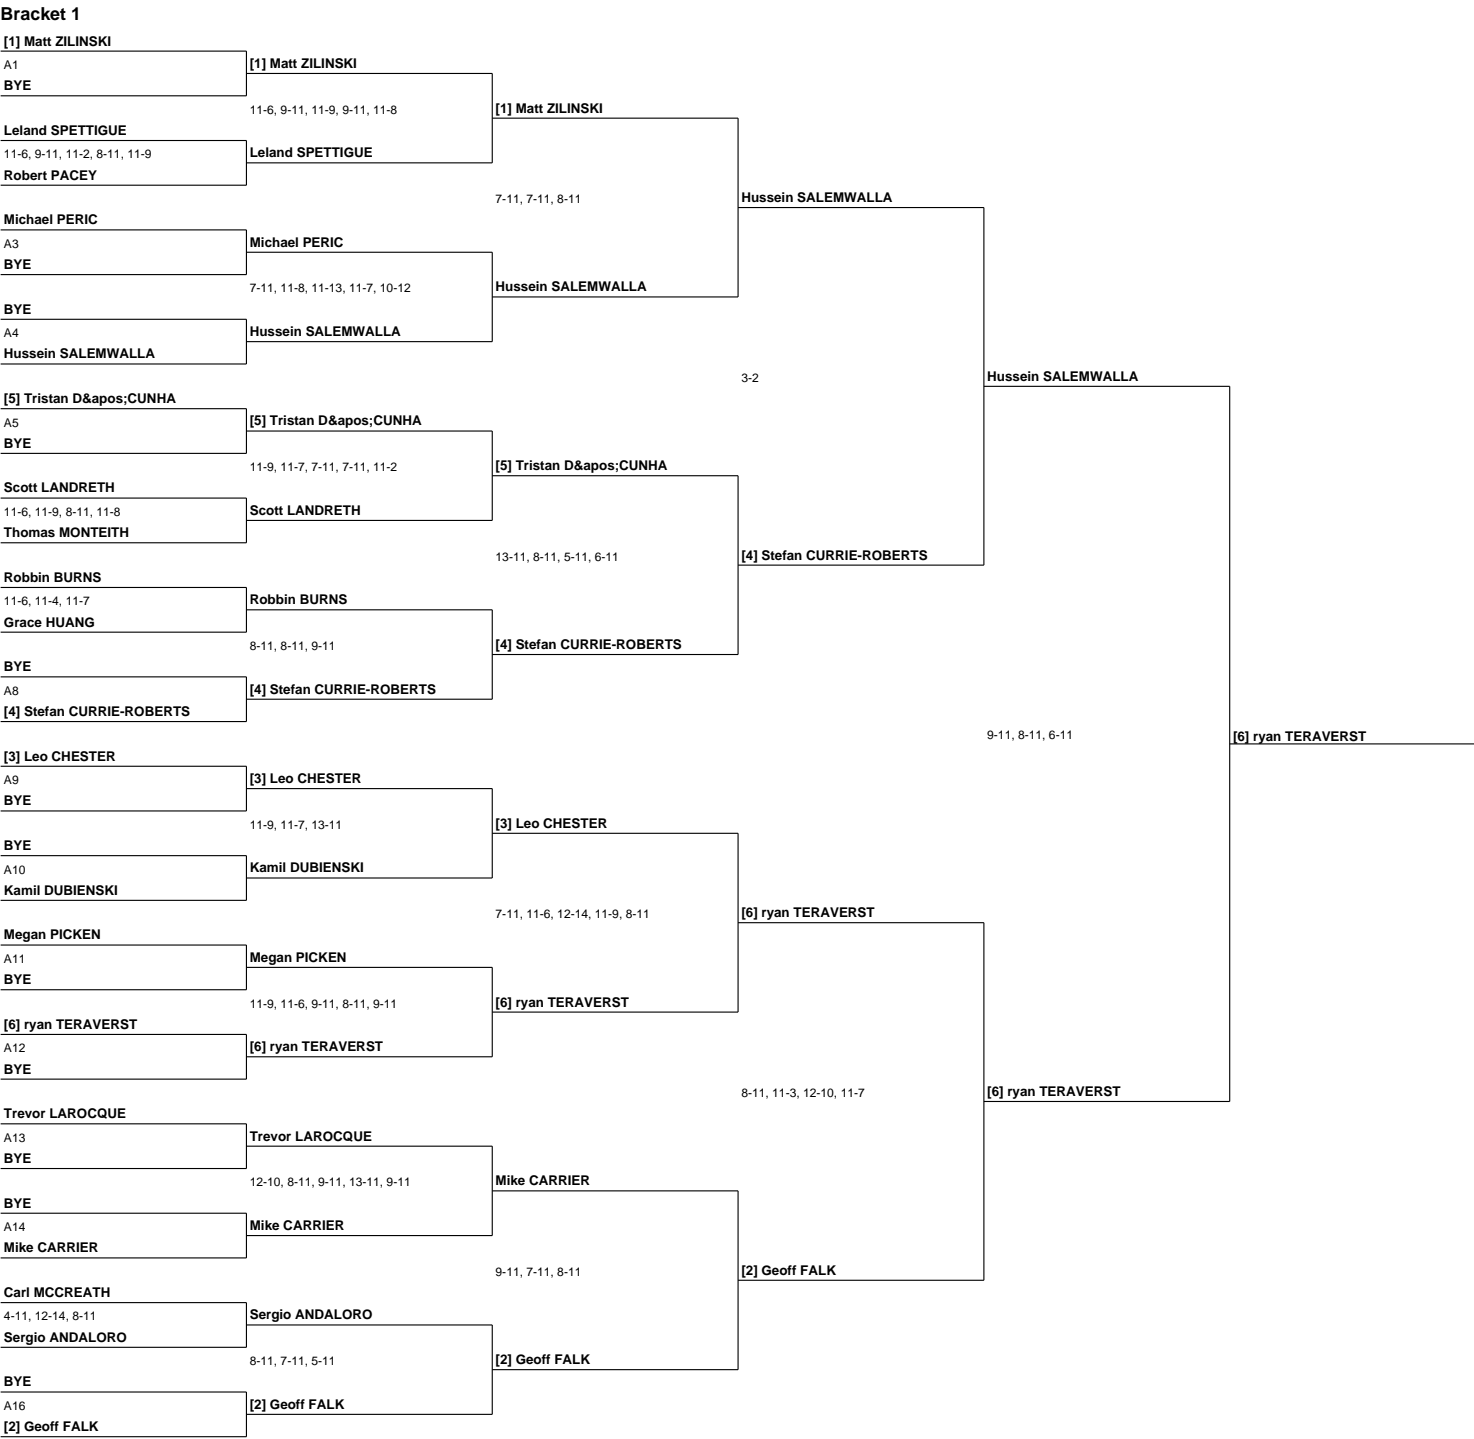 Bracket 1
[1] Matt ZILINSKI
A1
BYE
Leland SPETTIGUE
11-6, 9-11, 11-2, 8-11, 11-9
Robert PACEY
Michael PERIC
A3
BYE
BYE
A4
Hussein SALEMWALLA
[5] Tristan D&apos;CUNHA
A5
BYE
Scott LANDRETH
11-6, 11-9, 8-11, 11-8
Thomas MONTEITH
Robbin BURNS
11-6, 11-4, 11-7
Grace HUANG
BYE
A8
[4] Stefan CURRIE-ROBERTS
[3] Leo CHESTER
A9
BYE
BYE
A10
Kamil DUBIENSKI
Megan PICKEN
A11
BYE
[6] ryan TERAVERST
A12
BYE
Trevor LAROCQUE
A13
BYE
BYE
A14
Mike CARRIER
Carl MCCREATH
4-11, 12-14, 8-11
Sergio ANDALORO
BYE
A16
[2] Geoff FALK
[1] Matt ZILINSKI
11-6, 9-11, 11-9, 9-11, 11-8
Leland SPETTIGUE
Michael PERIC
7-11, 11-8, 11-13, 11-7, 10-12
Hussein SALEMWALLA
[5] Tristan D&apos;CUNHA
11-9, 11-7, 7-11, 7-11, 11-2
Scott LANDRETH
Robbin BURNS
8-11, 8-11, 9-11
[4] Stefan CURRIE-ROBERTS
[3] Leo CHESTER
11-9, 11-7, 13-11
Kamil DUBIENSKI
Megan PICKEN
11-9, 11-6, 9-11, 8-11, 9-11
[6] ryan TERAVERST
Trevor LAROCQUE
12-10, 8-11, 9-11, 13-11, 9-11
Mike CARRIER
Sergio ANDALORO
8-11, 7-11, 5-11
[2] Geoff FALK
[1] Matt ZILINSKI
7-11, 7-11, 8-11
Hussein SALEMWALLA
[5] Tristan D&apos;CUNHA
13-11, 8-11, 5-11, 6-11
[4] Stefan CURRIE-ROBERTS
[3] Leo CHESTER
7-11, 11-6, 12-14, 11-9, 8-11
[6] ryan TERAVERST
Mike CARRIER
9-11, 7-11, 8-11
[2] Geoff FALK
Hussein SALEMWALLA
3-2
[4] Stefan CURRIE-ROBERTS
[6] ryan TERAVERST
8-11, 11-3, 12-10, 11-7
[2] Geoff FALK
Hussein SALEMWALLA
9-11, 8-11, 6-11
[6] ryan TERAVERST
[6] ryan TERAVERST